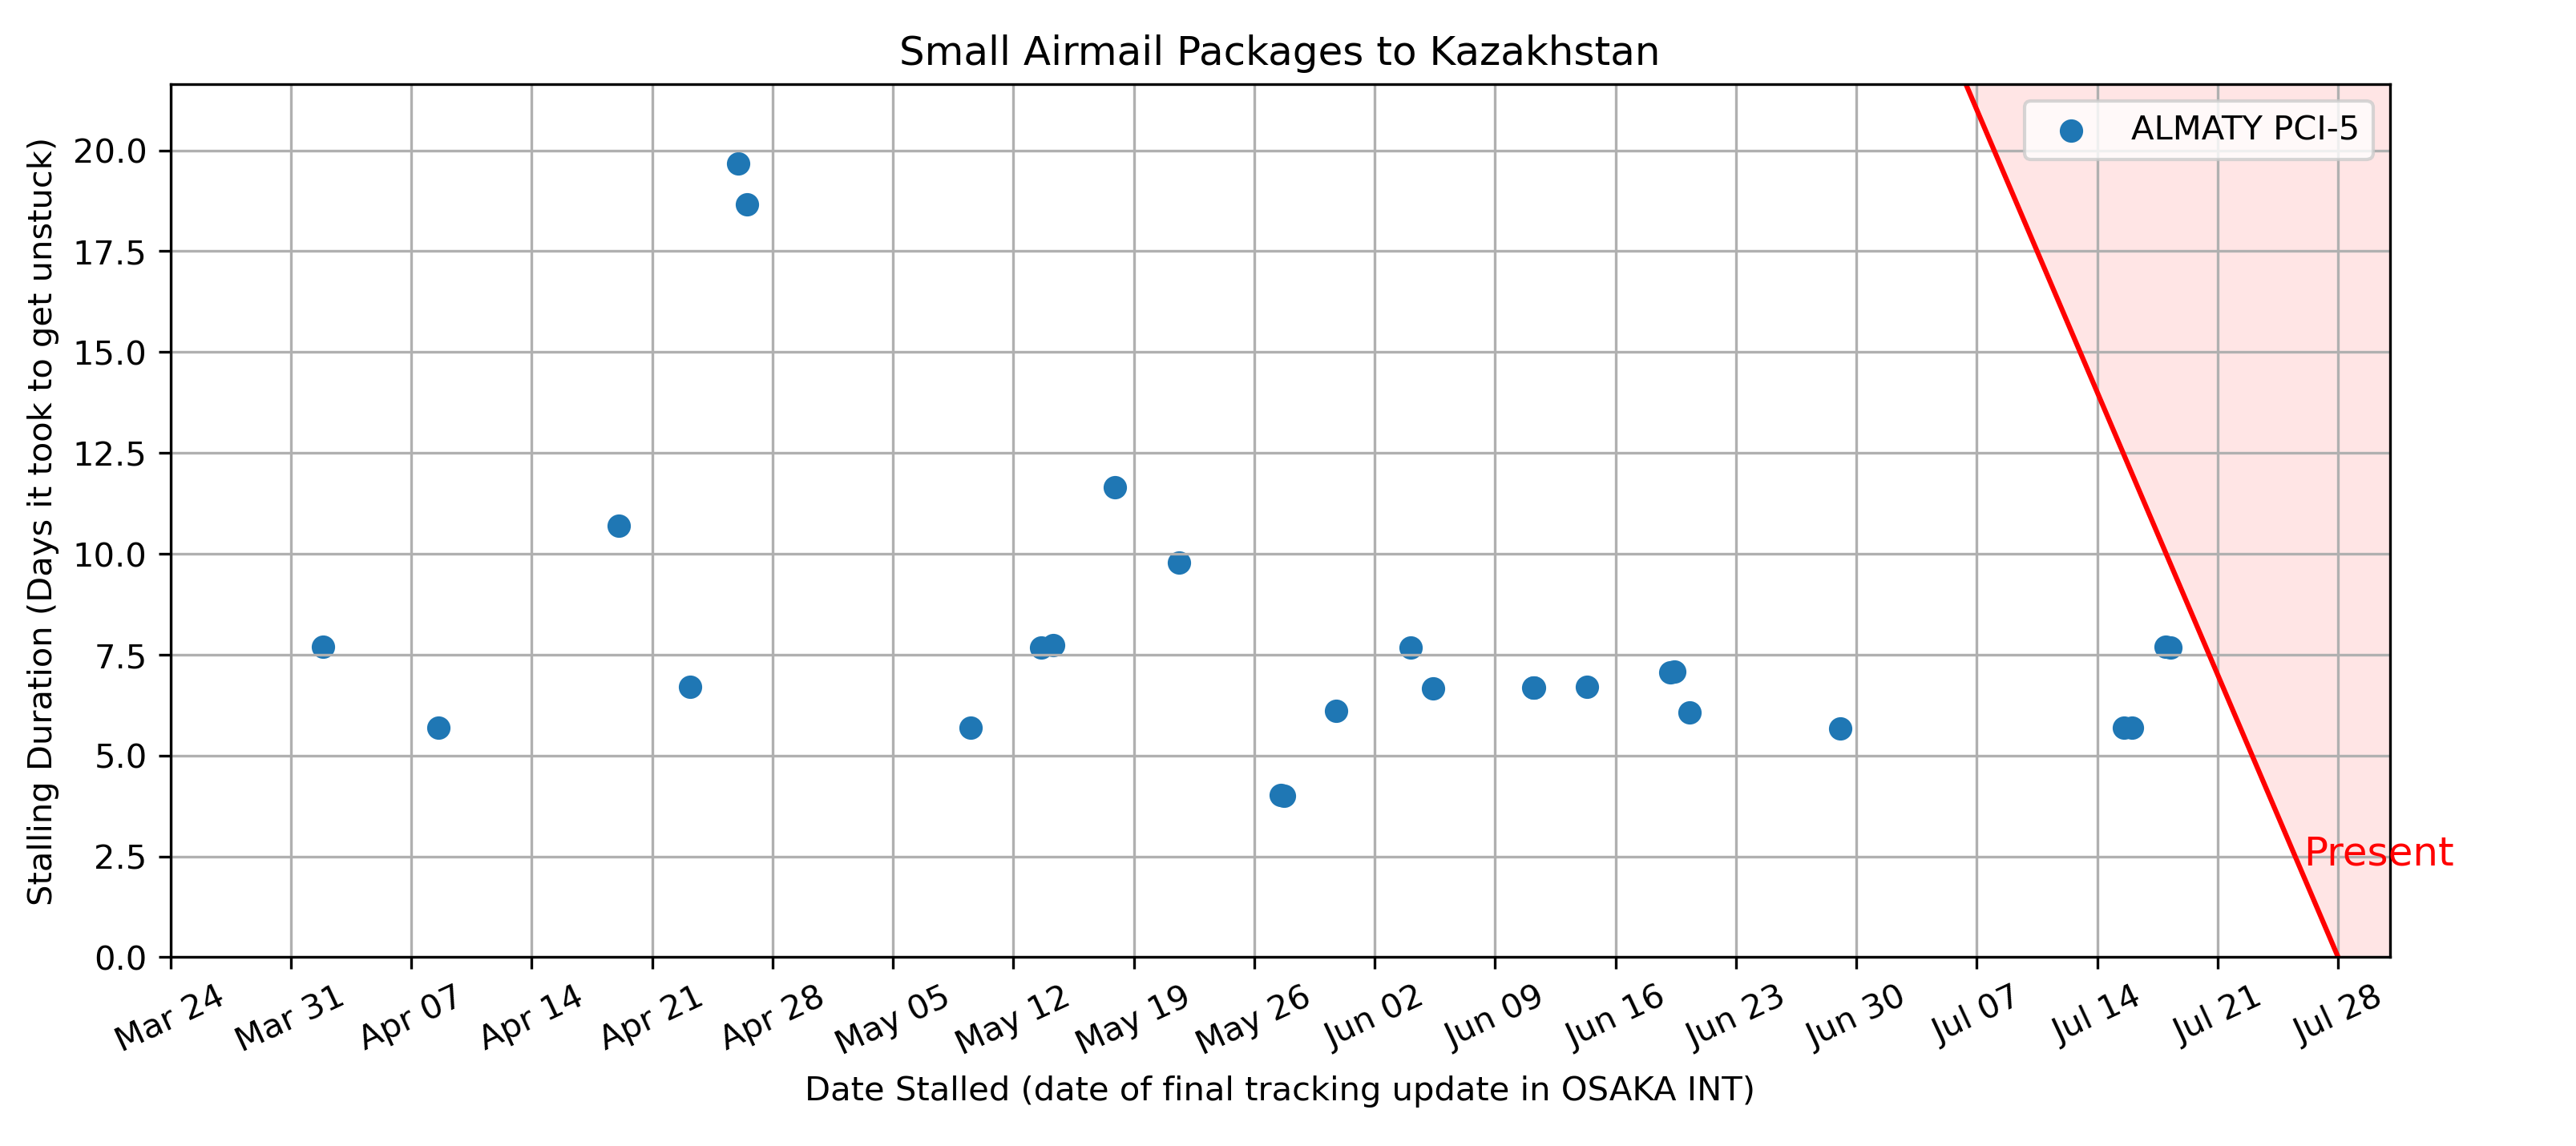 Small Airmail Packages to Kazakhstan
ALMATY PCI-5
Stalling Duration (Days it took to get unstuck)
20.0
17.5
15.0
12.5
10.0
7.5
5.0
2.5
0.0
Present
Mar 24 Mar 31 Apr 07 Apr 14 Apr 21 Apr 28 May 05 May 12 May 19 May 26 Jun 02 Jun 09 Jun 16 Jun 23 Jun 30 Jul 07 Jul 14 Jul 21 Jul 28
Date Stalled (date of final tracking update in OSAKA INT)